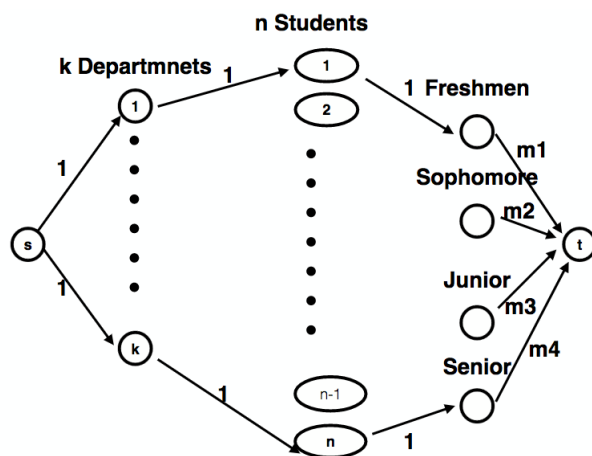 n Students
k Departmnets
1
1
1
1 Freshmen
1
2
m1
1
Sophomore
m2
s
t
Junior
1
m3
m4
k
Senior
1
n-1
n
1